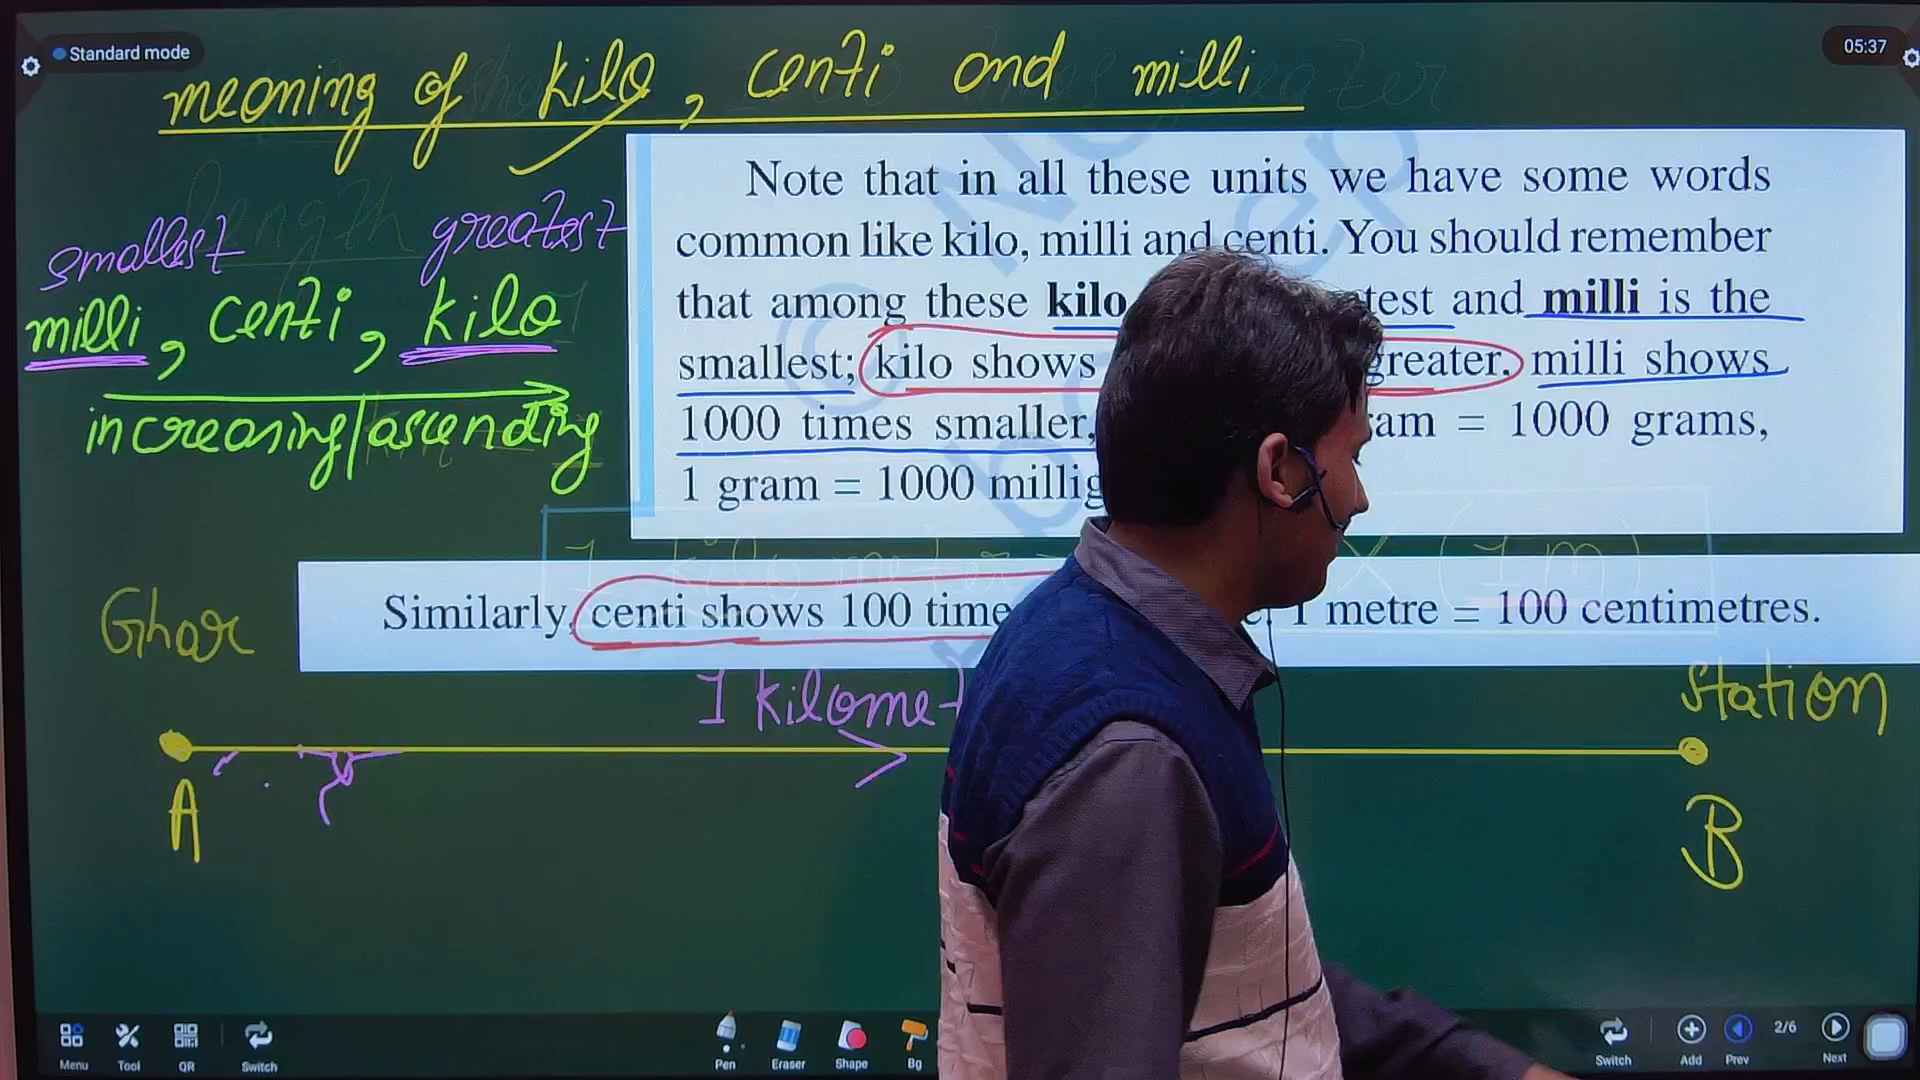 Standard mode
05:37
meaning of kilo, centi and milli
smallest greatest
milli, centi, kilo
increasing/ascending
Note that in all these units we have some words
common like kilo, milli and centi. You should remember
that among these kilo test and milli is the
smallest; kilo shows greater, milli shows
1000 times smaller, am = 1000 grams,
1 gram = 1000 millig
Similarly, centi shows 100 time 1 metre = 100 centimetres.
Ghar
1 kilomet
Station
A
B
Menu Tool QR Switch Pen Eraser Shape Bg Switch Add Prev 2/6 Next